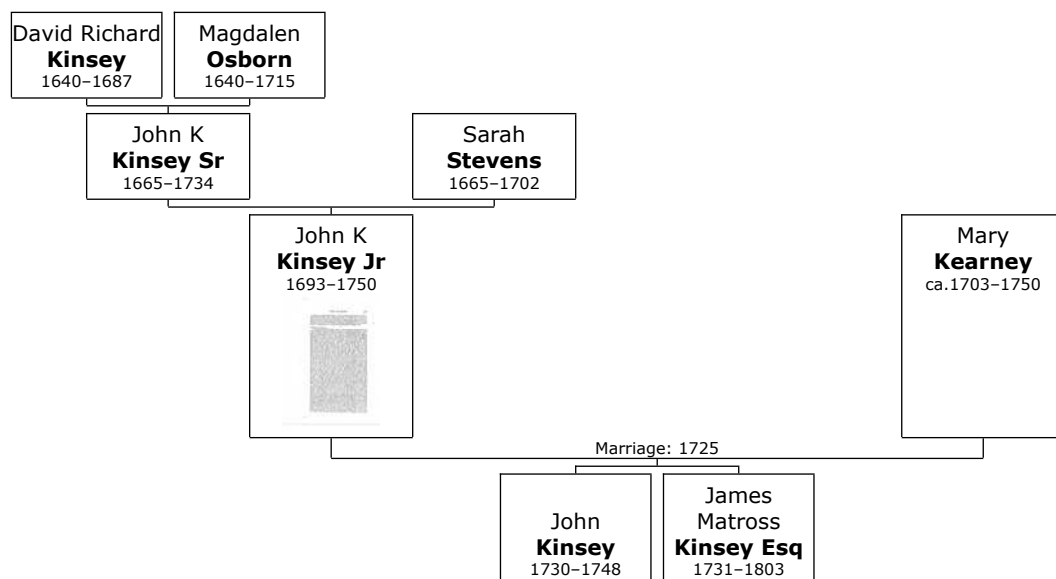 David Richard
Kinsey
1640–1687
Magdalen
Osborn
1640–1715
John K
Kinsey Sr
1665–1734
Sarah
Stevens
1665–1702
John K
Kinsey Jr
1693–1750
Mary
Kearney
ca.1703–1750
Marriage: 1725
John
Kinsey
1730–1748
James
Matross
Kinsey Esq
1731–1803